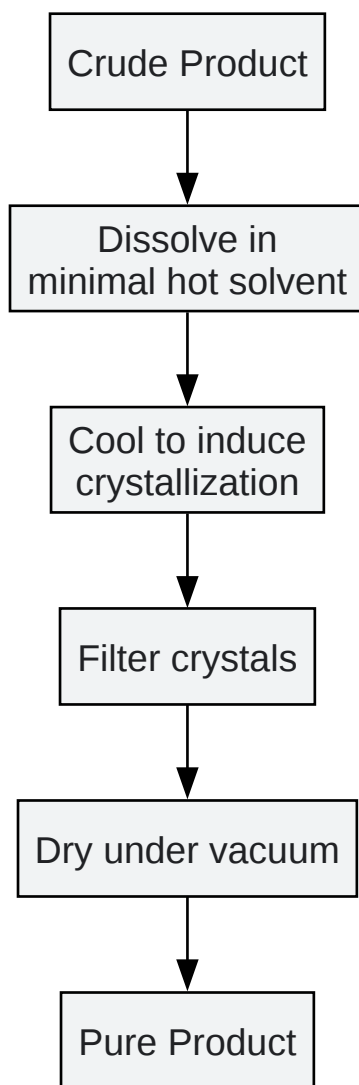 Crude Product
Dissolve in
minimal hot solvent
Cool to induce
crystallization
Filter crystals
Dry under vacuum
Pure Product